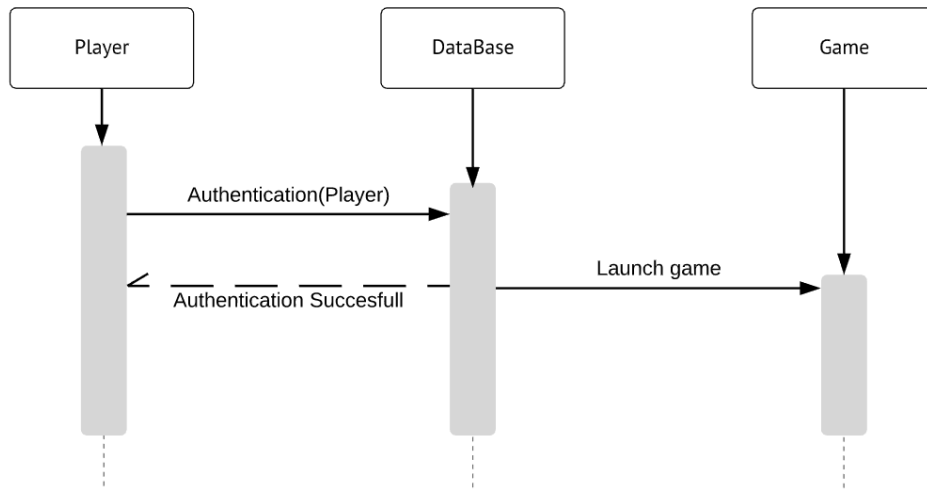 Player
DataBase
Game
Authentication(Player)
Launch game
Authentication Succesfull